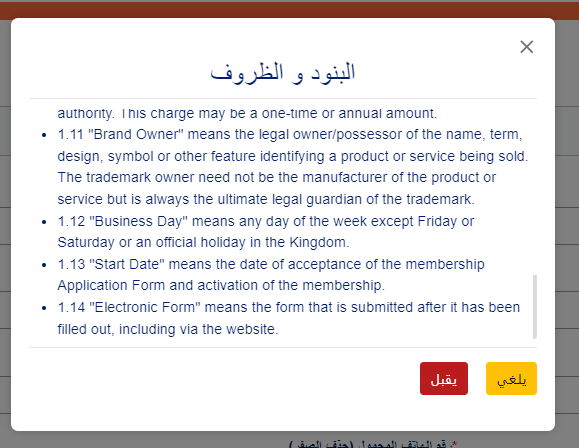 البنود و الظروف
authority. This charge may be a one-time or annual amount.
• 1.11 "Brand Owner" means the legal owner/possessor of the name, term,
design, symbol or other feature identifying a product or service being sold.
The trademark owner need not be the manufacturer of the product or
service but is always the ultimate legal guardian of the trademark.
• 1.12 "Business Day" means any day of the week except Friday or
Saturday or an official holiday in the Kingdom.
• 1.13 "Start Date" means the date of acceptance of the membership
Application Form and activation of the membership.
• 1.14 "Electronic Form" means the form that is submitted after it has been
filled out, including via the website.
يلغي
يقبل
* رقم الهاتف المحمول (حذف الصفر)